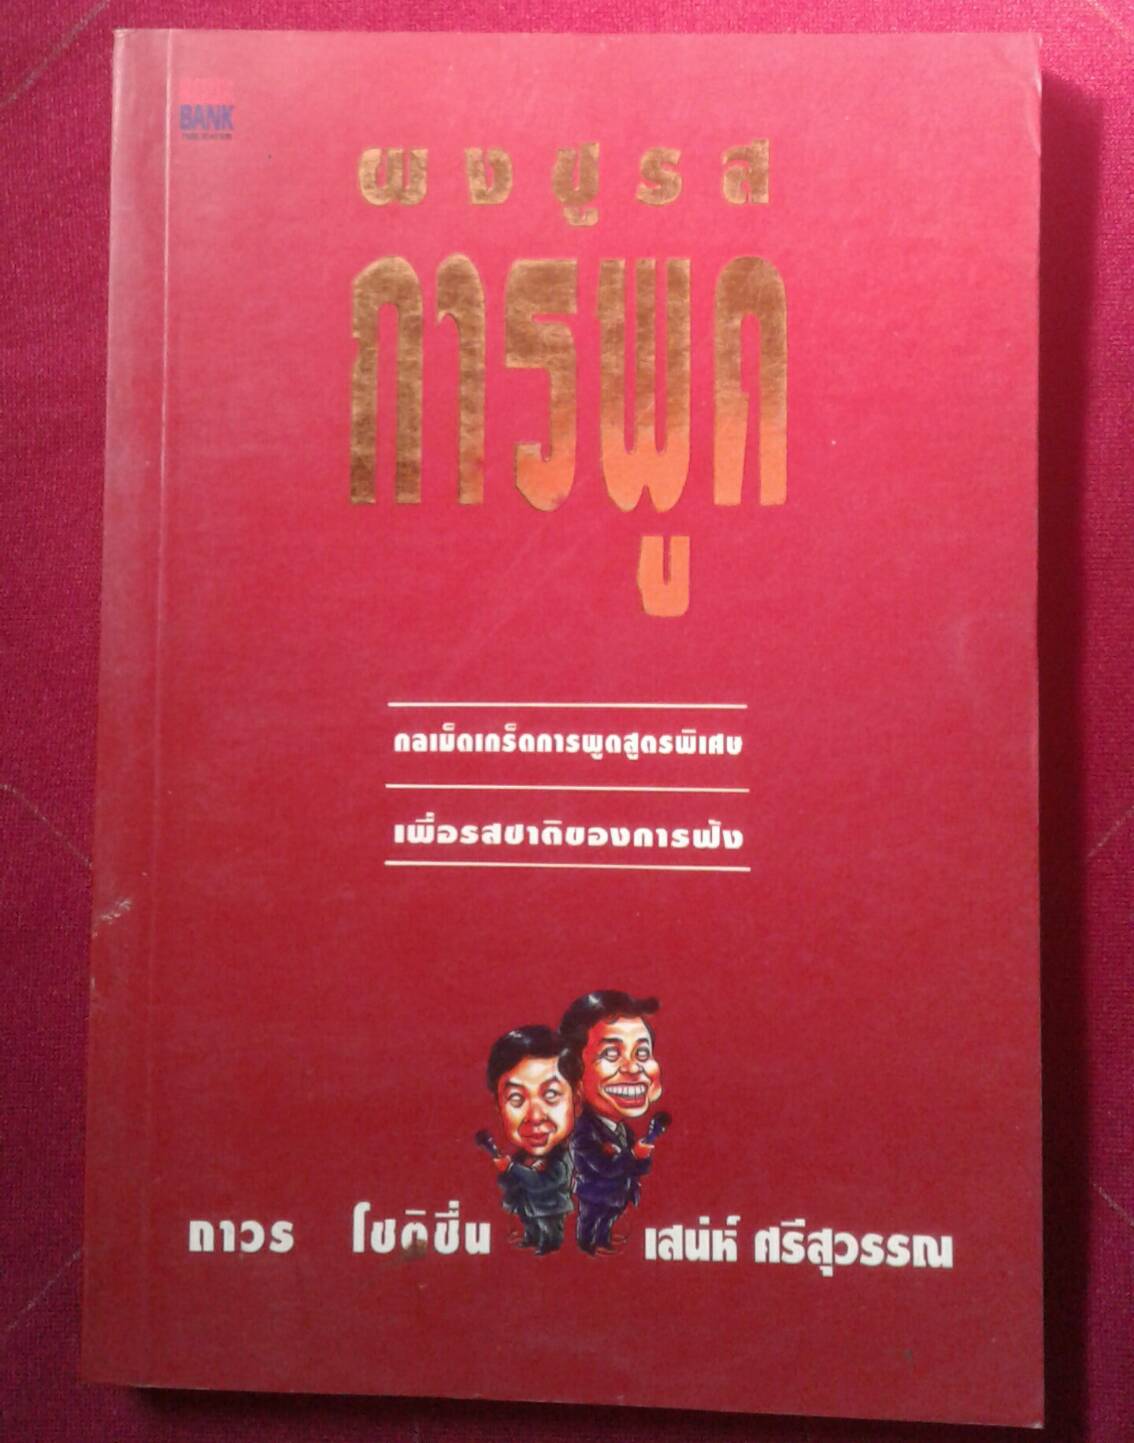 BANK
ผงชูรส
การพูด
กลเม็ดเกร็ดการพูดสูตรพิเศษ
เพื่อรสชาติของการฟัง
ถาวร โชติชื่น
เสน่ห์ ศรีสุวรรณ